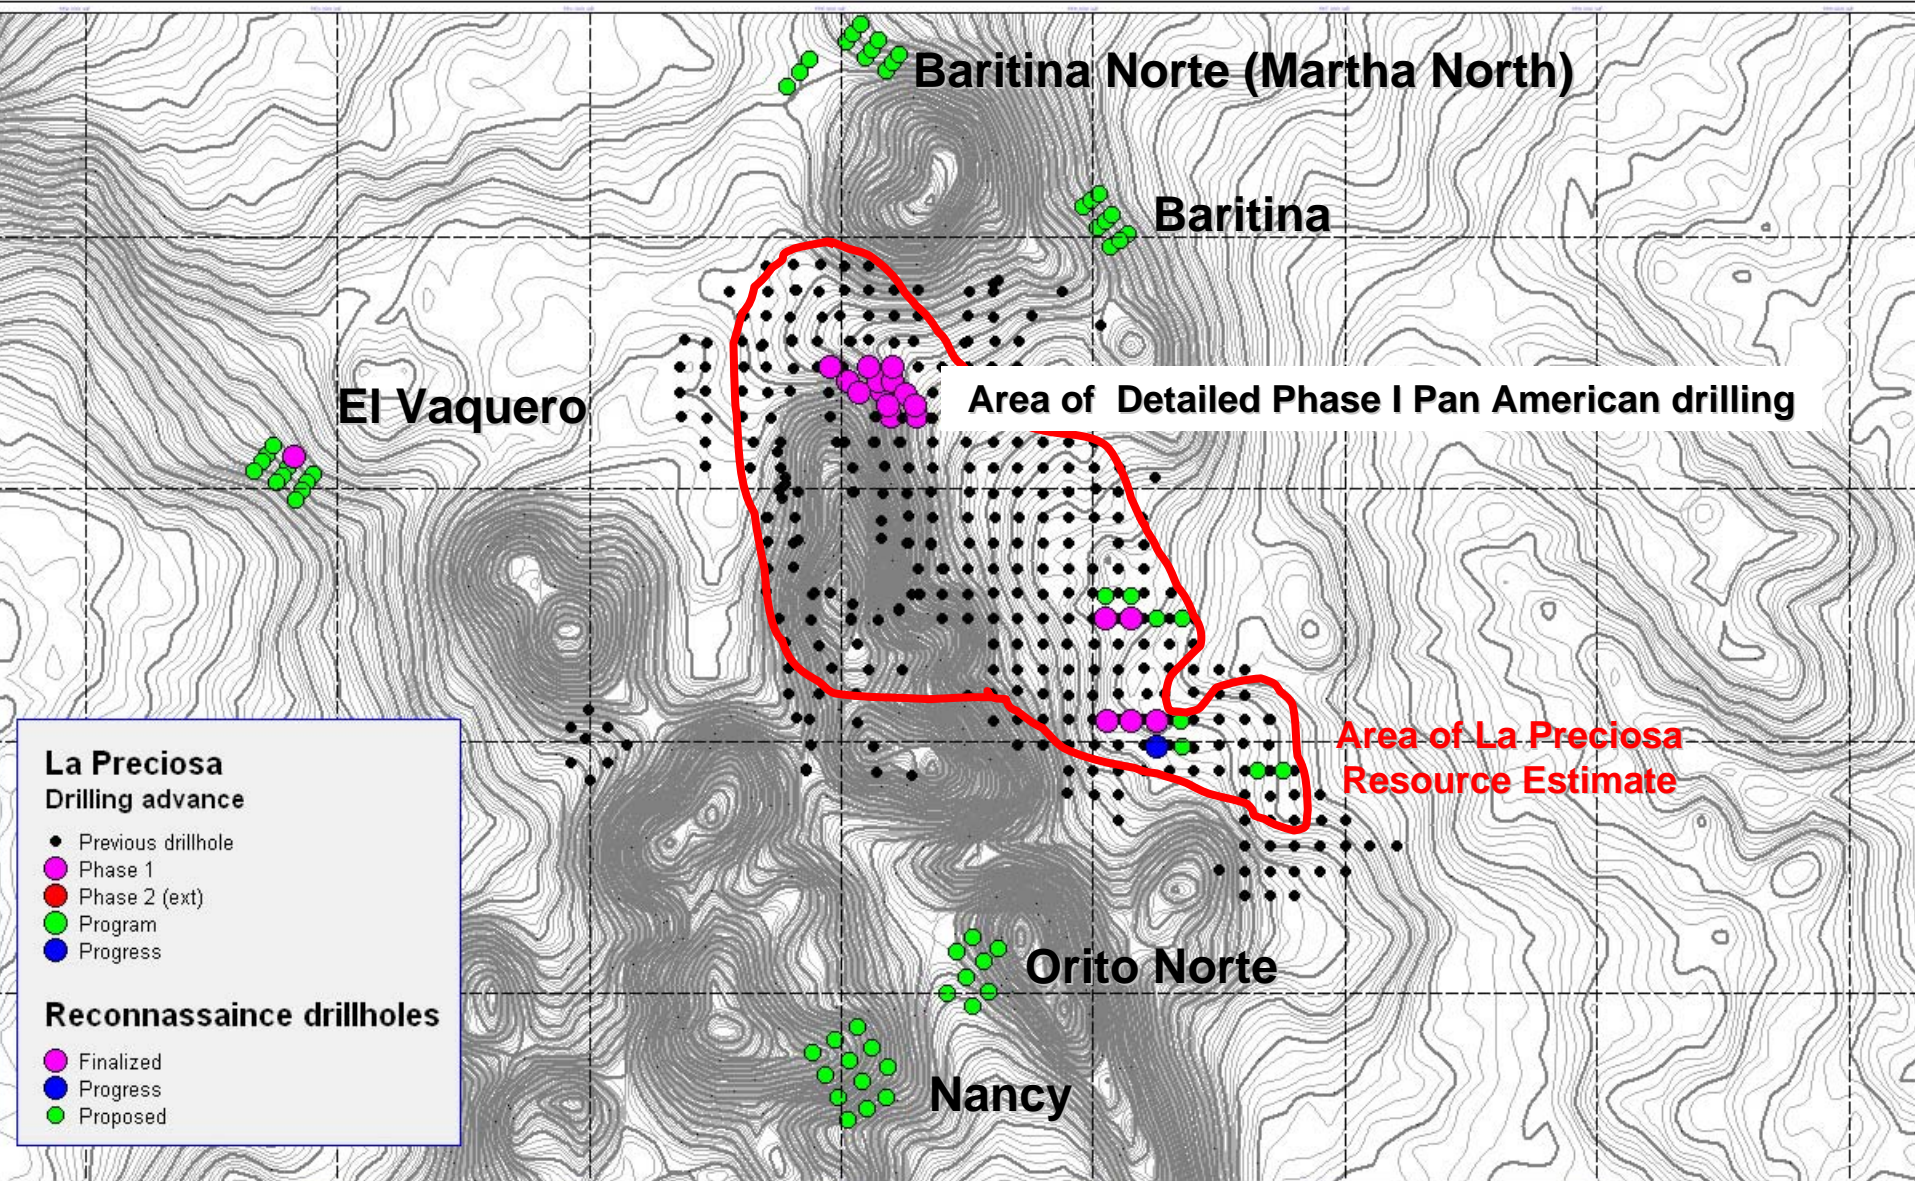 Baritina Norte (Martha North)
Baritina
El Vaquero
Area of Detailed Phase I Pan American drilling
Area of La Preciosa
Resource Estimate
La Preciosa
Drilling advance
Previous drillhole
Phase 1
Phase 2 (ext)
Program
Progress
Reconnassaince drillholes
Finalized
Progress
Proposed
Orito Norte
Nancy